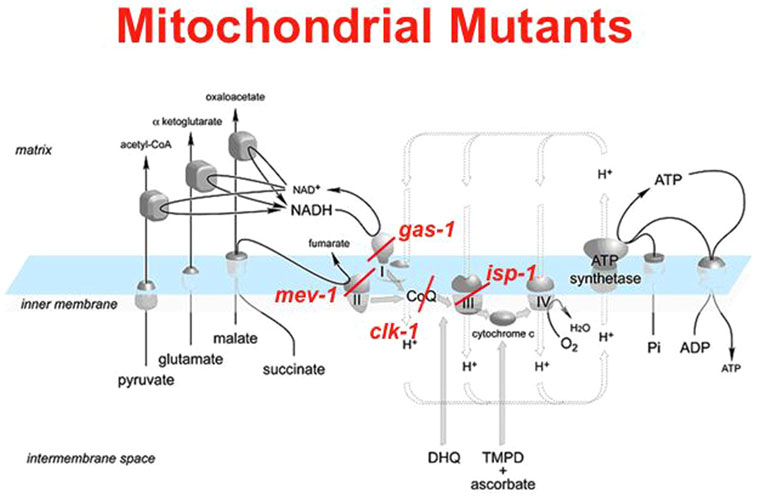 Mitochondrial Mutants
oxaloacetate
α ketoglutarate
acetyl-CoA
matrix
NAD⁺
NADH
H⁺
ATP
gas-1
fumarate
I
ATP
synthetase
mev-1
II
CoQ
isp-1
III
IV
inner membrane
clk-1
H⁺
cytochrome c
H₂O
O₂
H⁺
malate
glutamate
pyruvate
succinate
H⁺
H⁺
Pi
ADP
ATP
intermembrane space
DHQ
TMPD
+
ascorbate